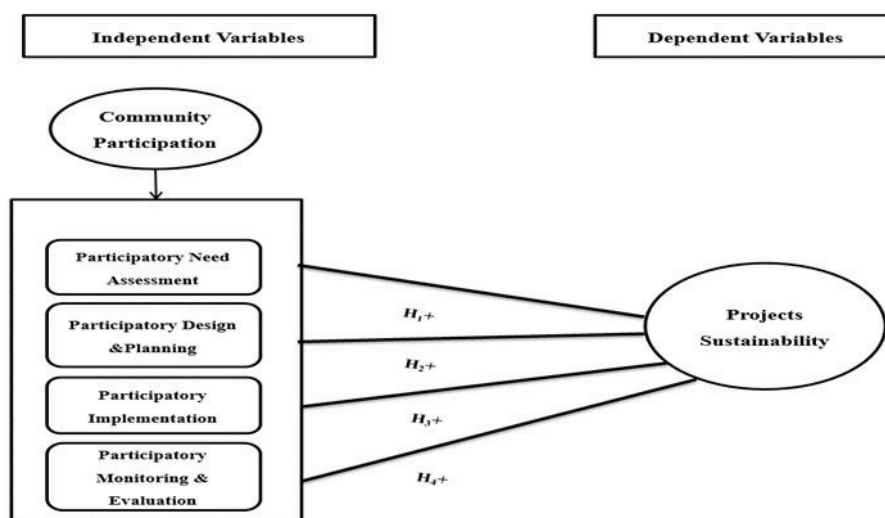 Independent Variables
Dependent Variables
Community
Participation
Participatory Need
Assessment
Participatory Design
&Planning
Participatory
Implementation
Participatory
Monitoring &
Evaluation
H₁+
H₂+
H₃+
H₄+
Projects
Sustainability